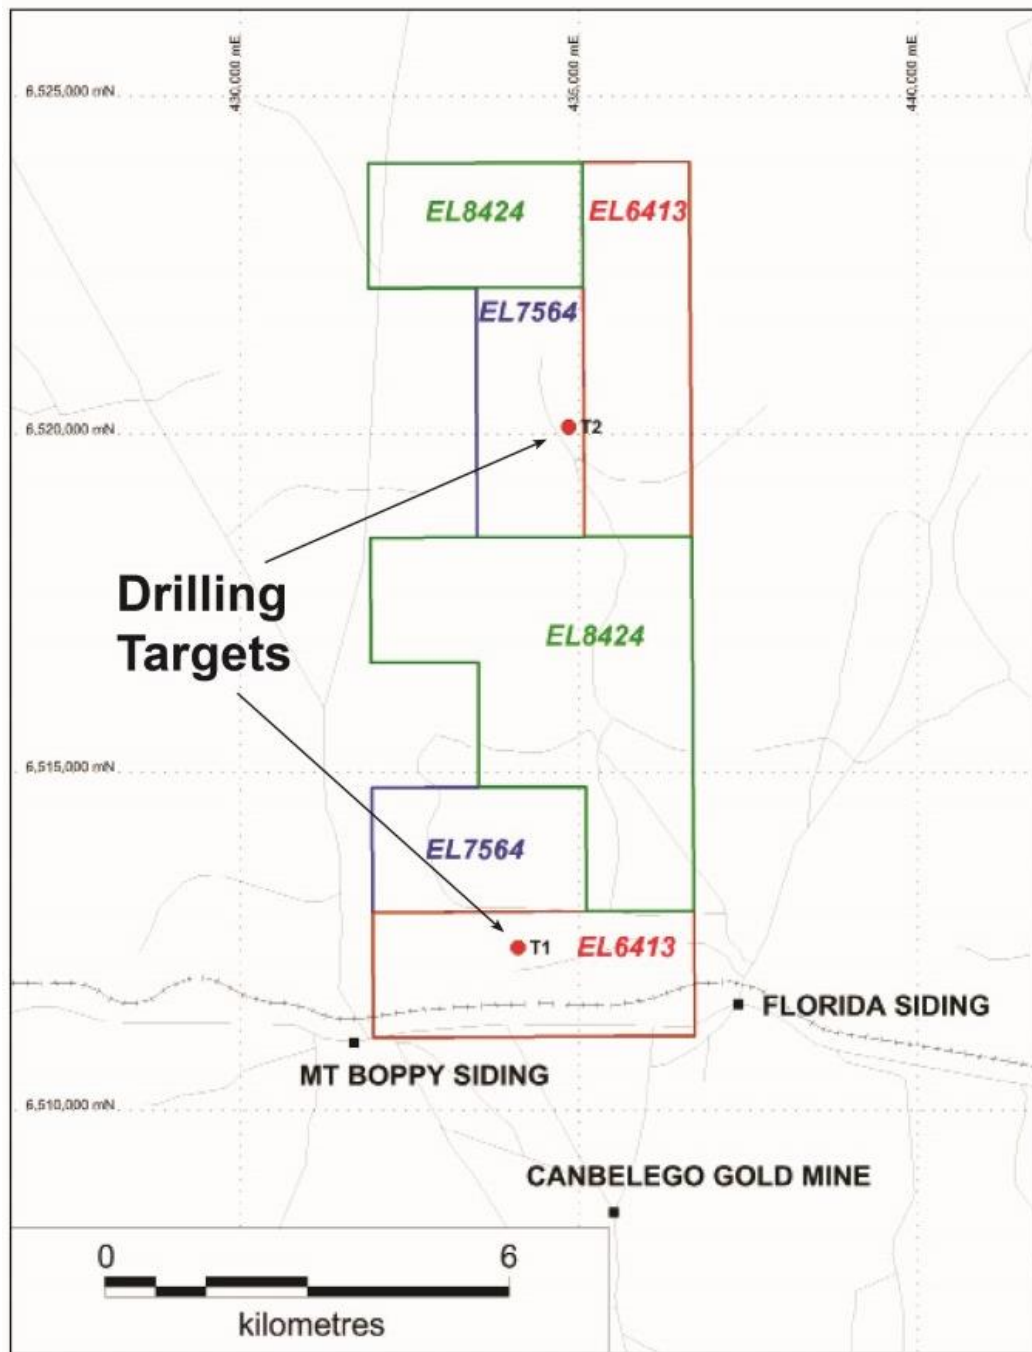 430,000 mE
435,000 mE
440,000 mE
6,525,000 mN
EL8424
EL6413
EL7564
T2
6,520,000 mN
Drilling
Targets
EL8424
6,515,000 mN
EL7564
T1
EL6413
FLORIDA SIDING
MT BOPPY SIDING
6,510,000 mN
CANBELEGO GOLD MINE
0 6
kilometres